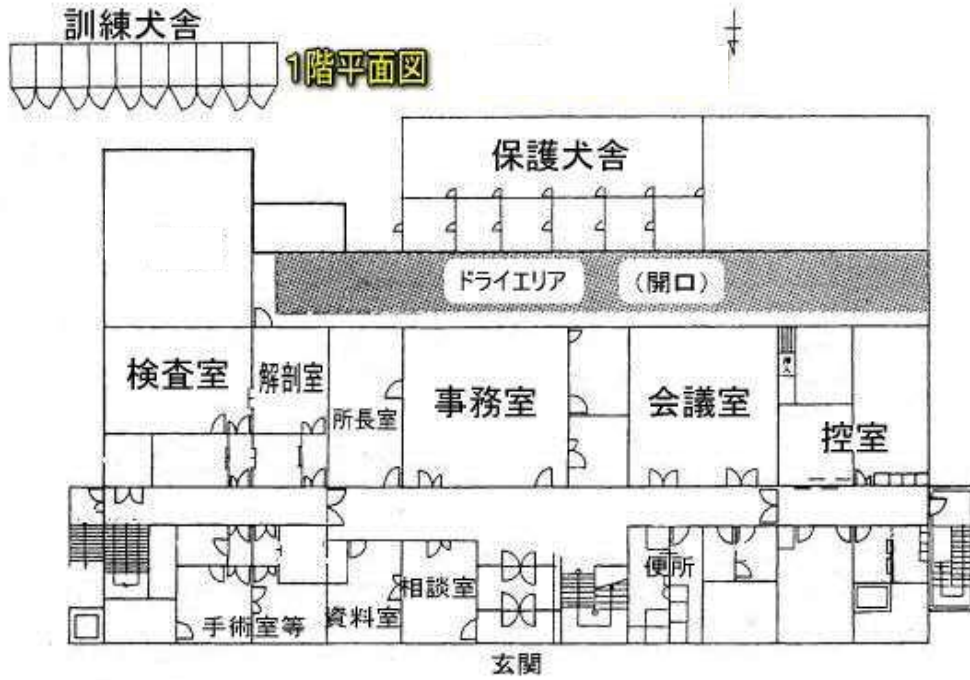 訓練犬舎
1階平面図
保護犬舎
ドライエリア (開口)
検査室
解剖室
所長室
事務室
会議室
押入
控室
手術室等
資料室
相談室
便所
玄関